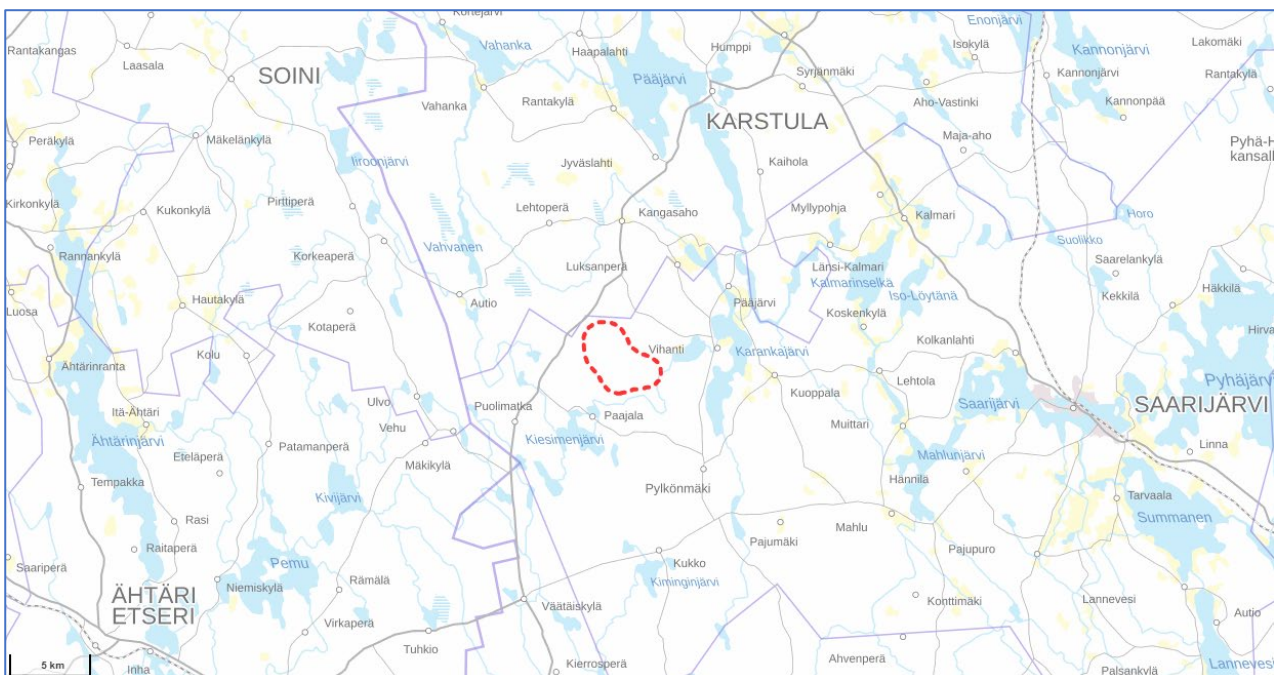 Kortejärvi
Rantakangas
Laasala
SOINI
Vahanka
Haapalahti
Humppi
Enonjärvi
Isokylä
Kannonjärvi
Lakomäki
Pääjärvi
Syrjänmäki
Kannonjärvi
Rantakylä
Vahanka
Rantakylä
Aho-Vastinki
Kannonpää
Peräkylä
Mäkelänkylä
KARSTULA
Maja-aho
Pyhä-H
kansall
Iiroonjärvi
Jyväslahti
Kaihola
Kirkonkylä
Kukonkylä
Pirttiperä
Lehtoperä
Kangasaho
Myllypohja
Kalmari
Horo
Vahvanen
Suolikko
Rannankylä
Korkeaperä
Luksanperä
Länsi-Kalmari
Saarelankylä
Kalmarinselkä
Iso-Löytänä
Kekkilä
Häkkilä
Luosa
Hautakylä
Autio
Pääjärvi
Kotaperä
Koskenkylä
Hirva
Kolu
Vihanti
Karankajärvi
Kolkanlahti
Ähtärinranta
Pyhäjärvi
Lehtola
Ulvo
Puolimatka
Kuoppala
Saarijärvi
SAARIJÄRVI
Itä-Ähtäri
Paajala
Muittari
Ähtärinjärvi
Vehu
Kiesimenjärvi
Patamanperä
Linna
Eteläperä
Mäkikylä
Mahlunjärvi
Tempakka
Kivijärvi
Pylkönmäki
Hännilä
Tarvaala
Rasi
Summanen
Mahlu
Raitaperä
Pajumäki
Pajupuro
Saariperä
Pemu
Kukko
Niemiskylä
Rämälä
Kiminginjärvi
ÄHTÄRI
ETSERI
Väätäiskylä
Konttimäki
Lannevesi
Autio
Virkaperä
Tuhkio
Ahvenperä
5 km
Inha
Kierrosperä
Palsankylä
Lannevesi